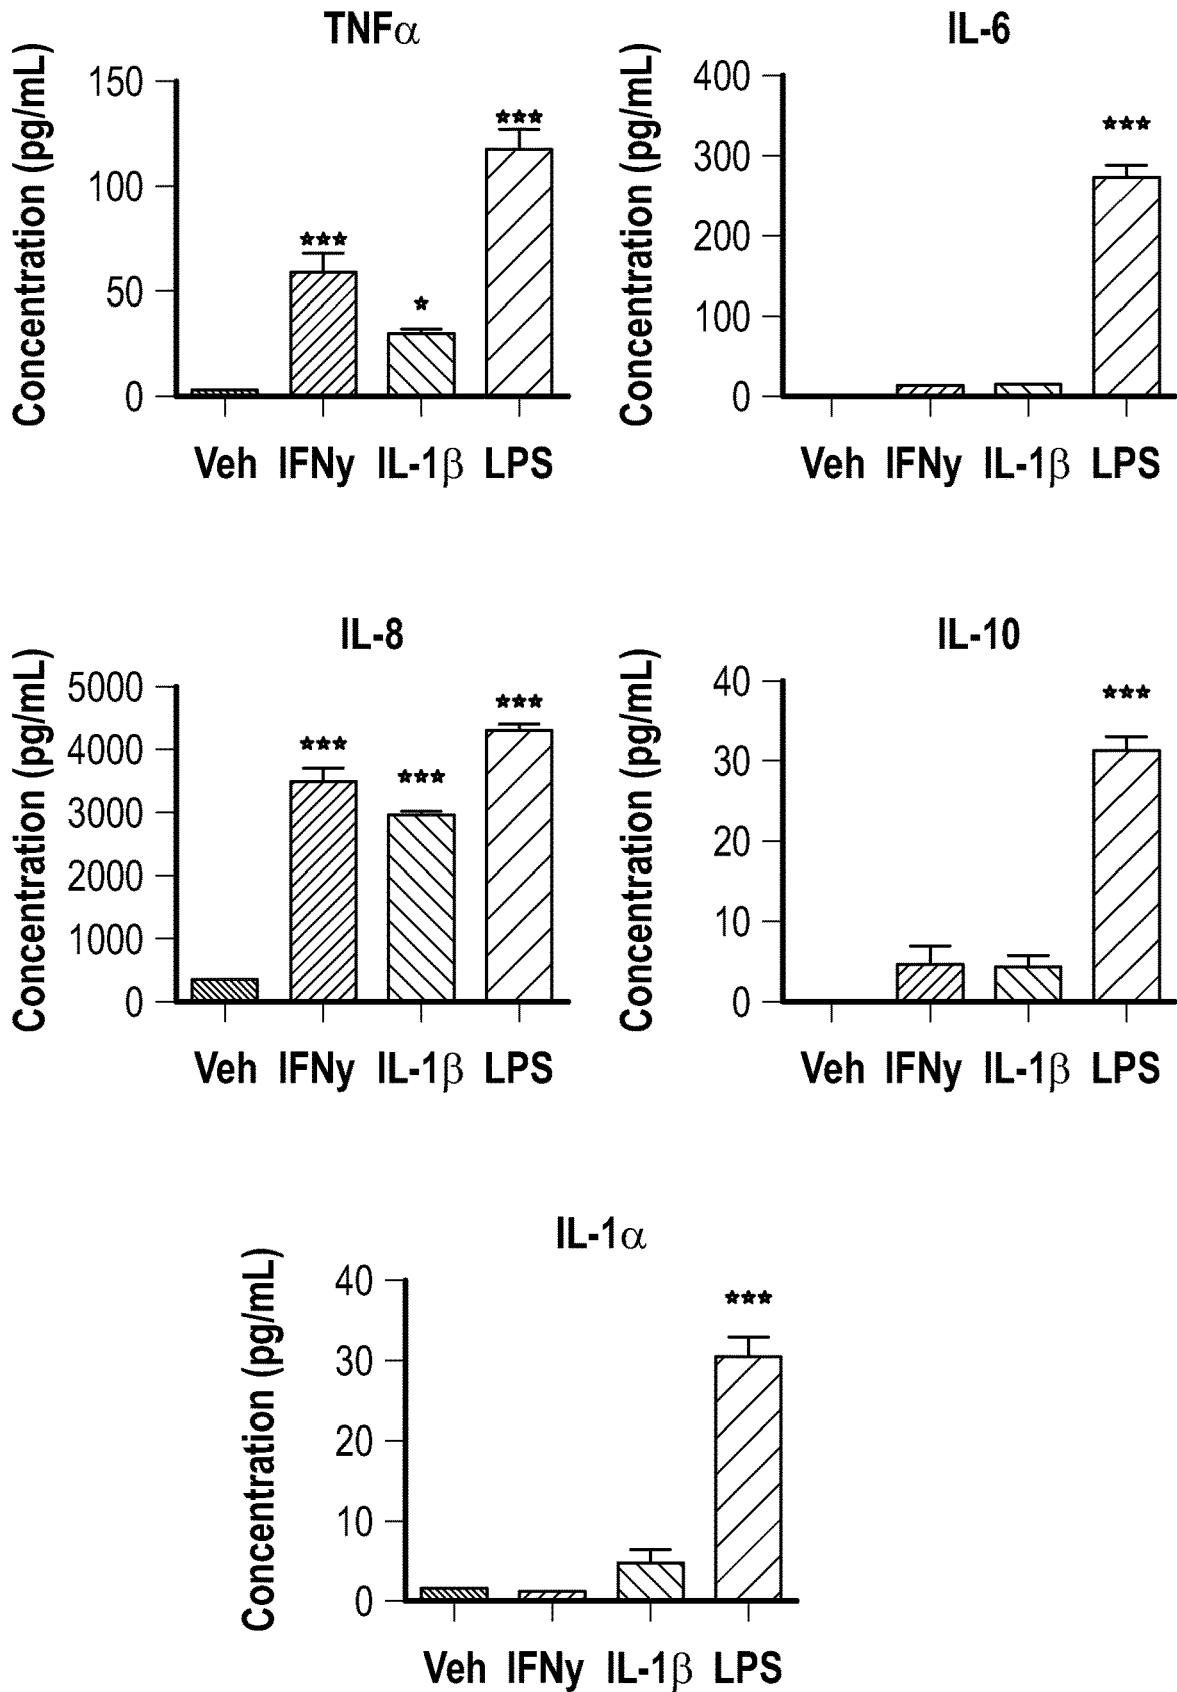 TNFα
Concentration (pg/mL)
150
100
50
0
***
*
***
Veh IFNy IL-1β LPS
IL-6
Concentration (pg/mL)
400
300
200
100
0
***
Veh IFNy IL-1β LPS
IL-8
Concentration (pg/mL)
5000
4000
3000
2000
1000
0
***
***
***
Veh IFNy IL-1β LPS
IL-10
Concentration (pg/mL)
40
30
20
10
0
***
Veh IFNy IL-1β LPS
IL-1α
Concentration (pg/mL)
40
30
20
10
0
***
Veh IFNy IL-1β LPS